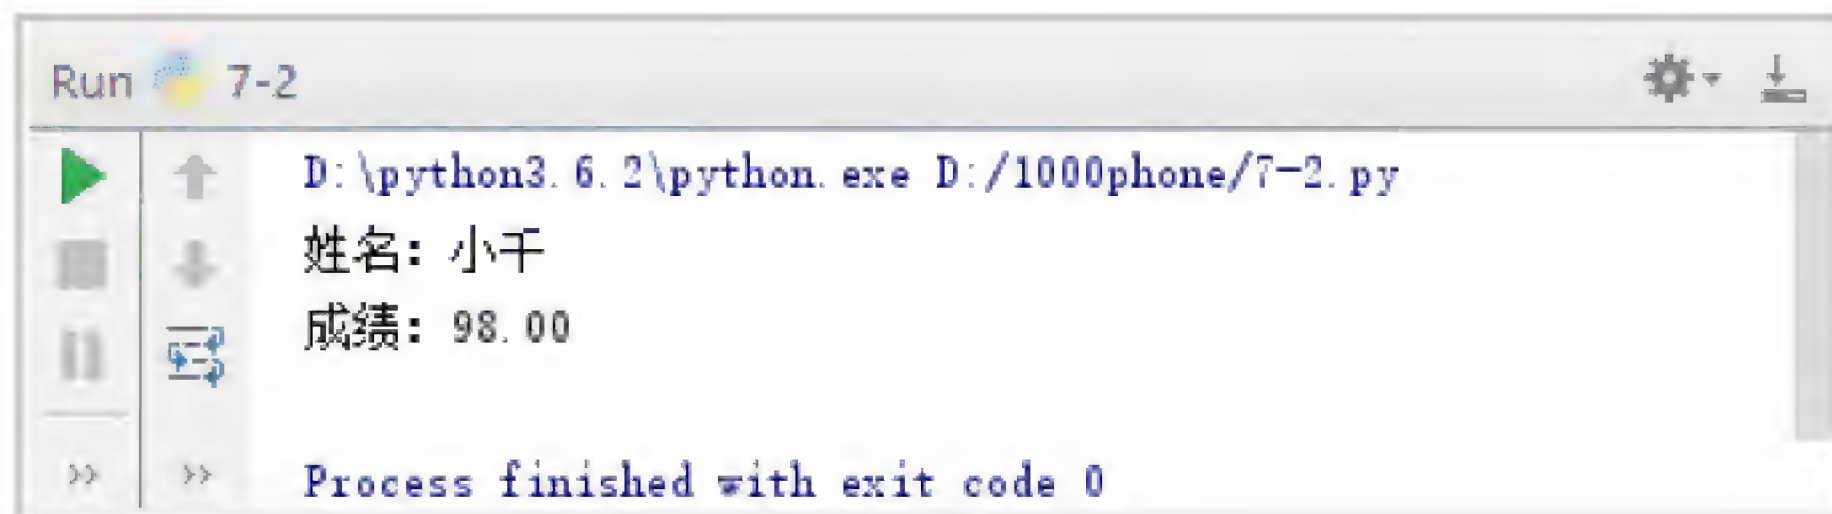 Run 7-2
D:\python3.6.2\python.exe D:/1000phone/7-2.py
姓名：小千
成绩：98.00
Process finished with exit code 0